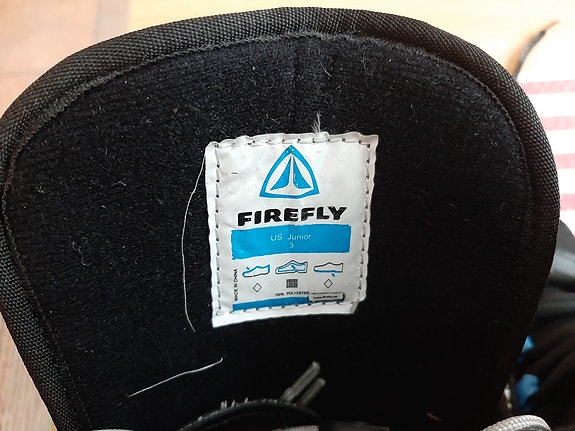 FIREFLY
US Junior
3
MADE IN CHINA
100% POLYESTER